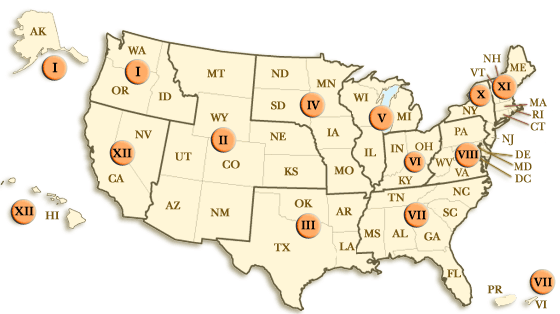 AK
I
WA
I
OR
ID
MT
ND
MN
SD
IV
WI
V
MI
VT
NH
ME
X
XI
NY
MA
RI
CT
NJ
DE
MD
DC
WY
II
NE
IA
IL
IN
OH
VI
KY
PA
WV
VIII
VA
NV
XII
CA
UT
CO
KS
MO
AZ
NM
OK
III
TX
AR
LA
TN
NC
VII
SC
MS
AL
GA
FL
XII
HI
PR
VII
VI